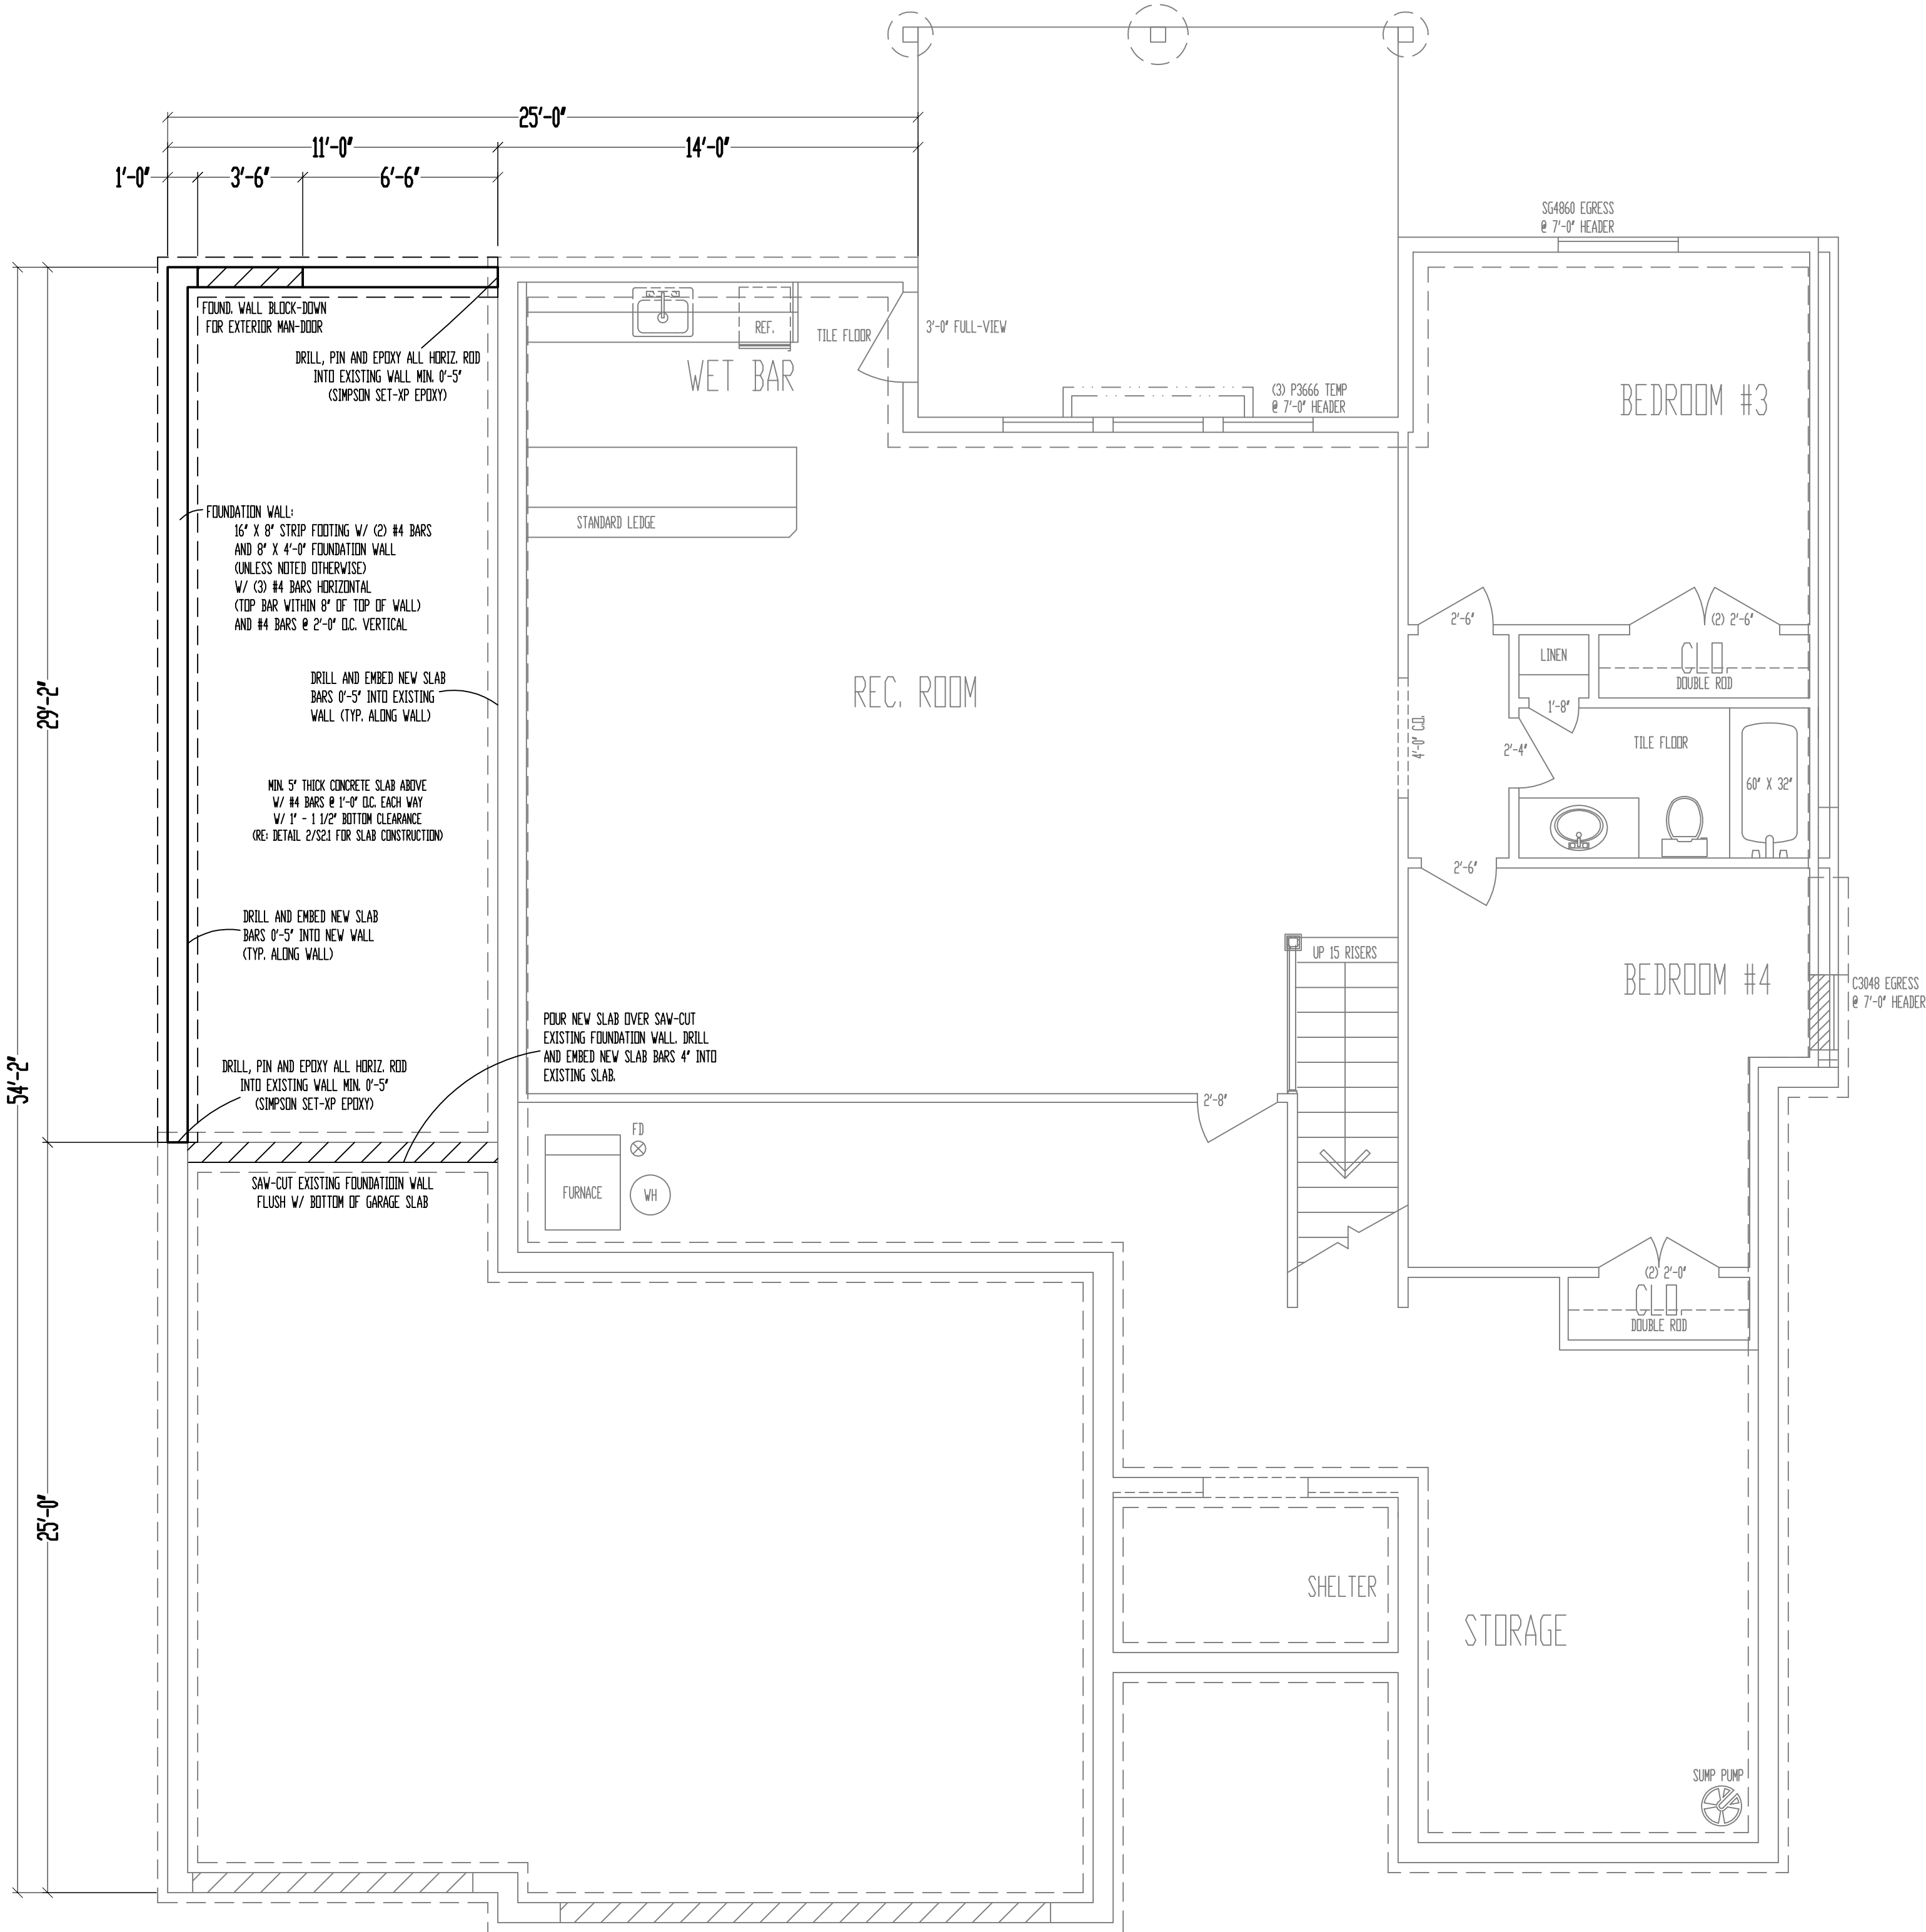 25'-0"
11'-0"
14'-0"
1'-0"
3'-6"
6'-6"
SG4860 EGRESS
@ 7'-0" HEADER
FOUND. WALL BLOCK-DOWN
FOR EXTERIOR MAN-DOOR
DRILL, PIN AND EPOXY ALL HORIZ. ROD
INTO EXISTING WALL MIN. 0'-5"
(SIMPSON SET-XP EPOXY)
REF.
TILE FLOOR
3'-0" FULL-VIEW
WET BAR
(3) P3666 TEMP
@ 7'-0" HEADER
BEDROOM #3
STANDARD LEDGE
FOUNDATION WALL:
16" X 8" STRIP FOOTING W/ (2) #4 BARS
AND 8" X 4'-0" FOUNDATION WALL
(UNLESS NOTED OTHERWISE)
W/ (3) #4 BARS HORIZONTAL
(TOP BAR WITHIN 8" OF TOP OF WALL)
AND #4 BARS @ 2'-0" O.C. VERTICAL
2'-6"
(2) 2'-6"
LINEN
CLO.
DOUBLE ROD
29'-2"
DRILL AND EMBED NEW SLAB
BARS 0'-5" INTO EXISTING
WALL (TYP. ALONG WALL)
REC. ROOM
1'-8"
4'-0" C.O.
2'-4"
TILE FLOOR
60" X 32"
MIN. 5" THICK CONCRETE SLAB ABOVE
W/ #4 BARS @ 1'-0" O.C. EACH WAY
W/ 1" - 1 1/2" BOTTOM CLEARANCE
(RE: DETAIL 2/S2.1 FOR SLAB CONSTRUCTION)
2'-6"
DRILL AND EMBED NEW SLAB
BARS 0'-5" INTO NEW WALL
(TYP. ALONG WALL)
UP 15 RISERS
BEDROOM #4
C3048 EGRESS
@ 7'-0" HEADER
POUR NEW SLAB OVER SAW-CUT
EXISTING FOUNDATION WALL. DRILL
AND EMBED NEW SLAB BARS 4" INTO
EXISTING SLAB.
54'-2"
DRILL, PIN AND EPOXY ALL HORIZ. ROD
INTO EXISTING WALL MIN. 0'-5"
(SIMPSON SET-XP EPOXY)
2'-8"
FD
FURNACE
WH
SAW-CUT EXISTING FOUNDATIOIN WALL
FLUSH W/ BOTTOM OF GARAGE SLAB
(2) 2'-0"
CLO.
DOUBLE ROD
25'-0"
SHELTER
STORAGE
SUMP PUMP